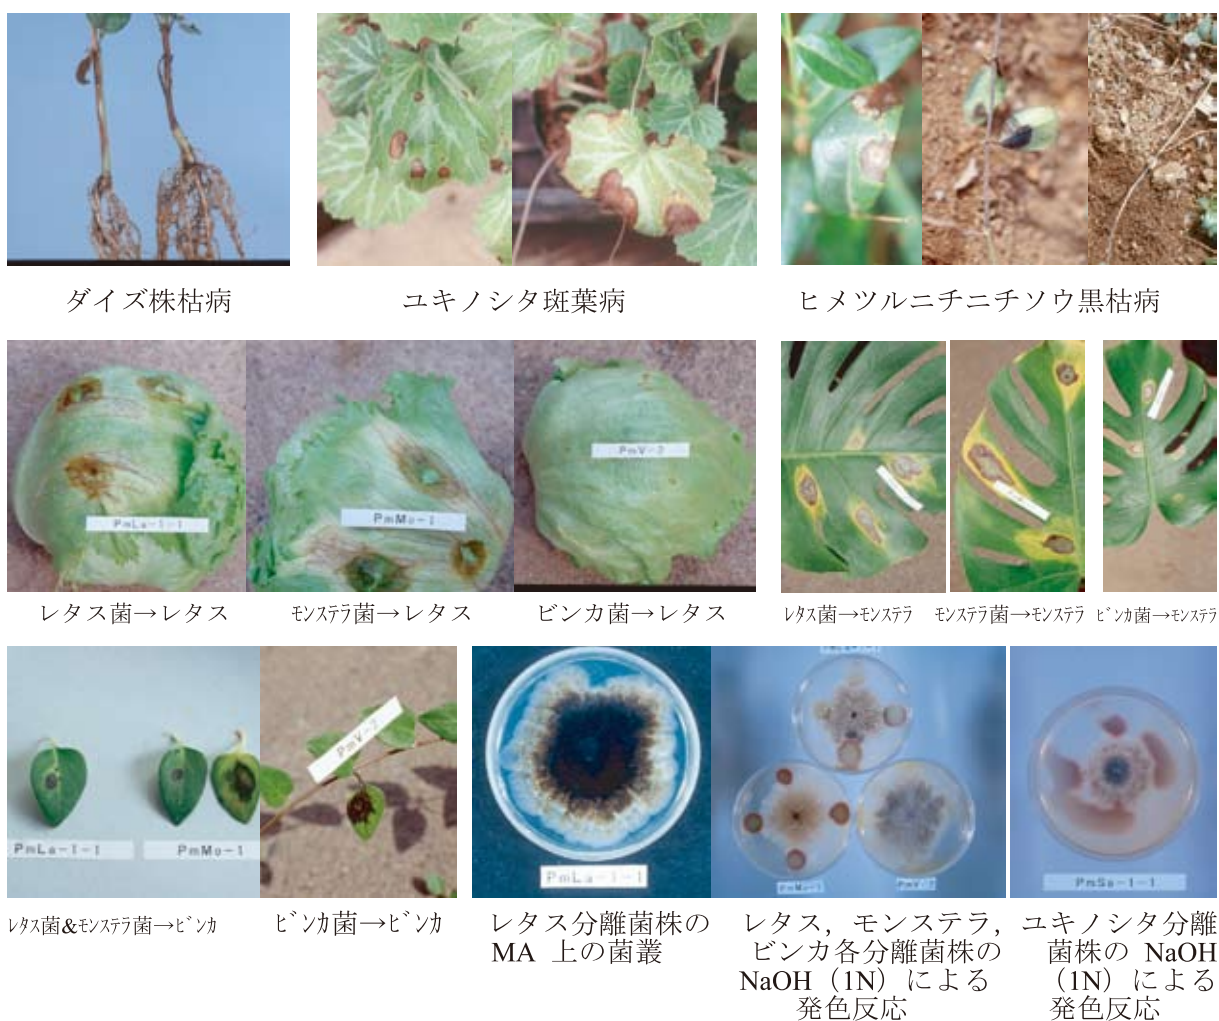 ダイズ株枯病
ユキノシタ斑葉病
ヒメツルニチニチソウ黒枯病
PmLa-1-1
PmMo-1
PmV-2
レタス菌→レタス
ﾓﾝｽﾃﾗ菌→レタス
ビンカ菌→レタス
ﾚﾀｽ菌→ﾓﾝｽﾃﾗ
ﾓﾝｽﾃﾗ菌→ﾓﾝｽﾃﾗ
ﾋﾞﾝｶ菌→ﾓﾝｽﾃﾗ
PmLa-1-1
PmMo-1
PmV-2
PmLa-1-1
PmMo-1
PmV-2
PmSa-1-1
ﾚﾀｽ菌&ﾓﾝｽﾃﾗ菌→ﾋﾞﾝｶ
ﾋﾞﾝｶ菌→ﾋﾞﾝｶ
レタス分離菌株の
MA 上の菌叢
レタス，モンステラ，
ビンカ各分離菌株の
NaOH（1N）による
発色反応
ユキノシタ分離
菌株の NaOH
（1N）による
発色反応